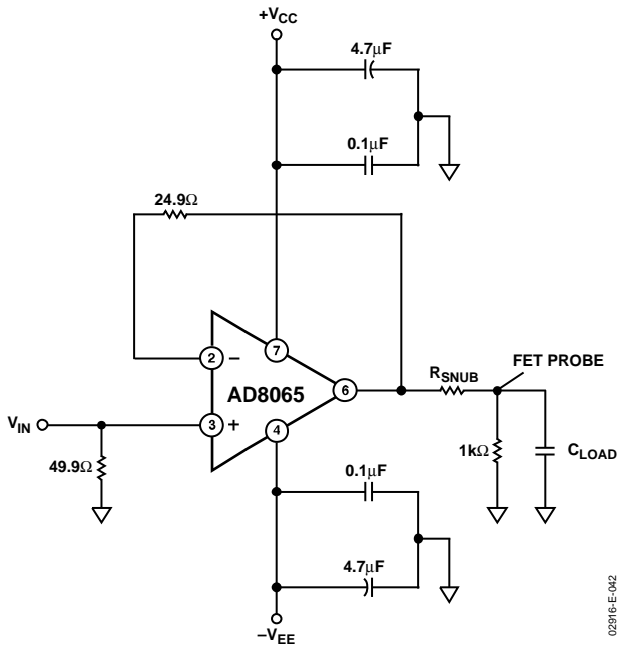 +VCC
4.7µF
0.1µF
24.9Ω
7
2 –
AD8065
6
RSNUB
FET PROBE
VIN
3 +
4
49.9Ω
1kΩ
CLOAD
0.1µF
4.7µF
–VEE
02916-E-042